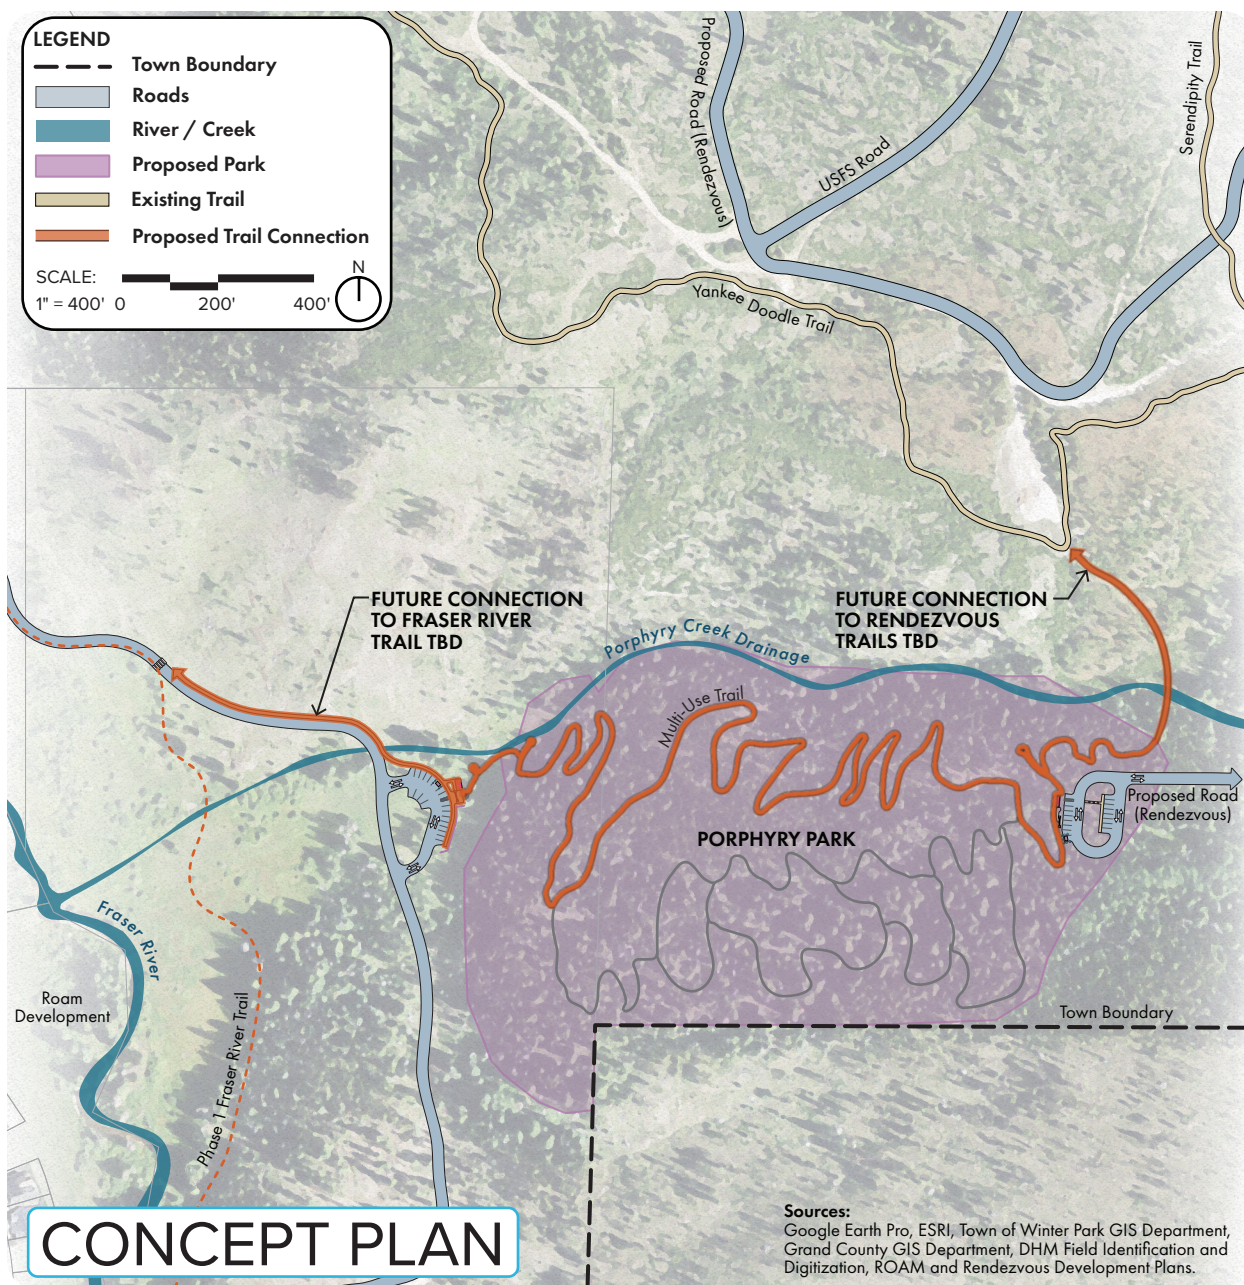 LEGEND
Town Boundary
Roads
River / Creek
Proposed Park
Existing Trail
Proposed Trail Connection
SCALE:
1" = 400' 0 200' 400'
N
Proposed Road (Rendezvous)
USFS Road
Serendipity Trail
Yankee Doodle Trail
FUTURE CONNECTION
TO FRASER RIVER
TRAIL TBD
FUTURE CONNECTION
TO RENDEZVOUS
TRAILS TBD
Porphyry Creek Drainage
Multi-Use Trail
Proposed Road
(Rendezvous)
PORPHYRY PARK
Fraser River
Roam
Development
Phase 1 Fraser River Trail
Town Boundary
CONCEPT PLAN
Sources:
Google Earth Pro, ESRI, Town of Winter Park GIS Department,
Grand County GIS Department, DHM Field Identification and
Digitization, ROAM and Rendezvous Development Plans.